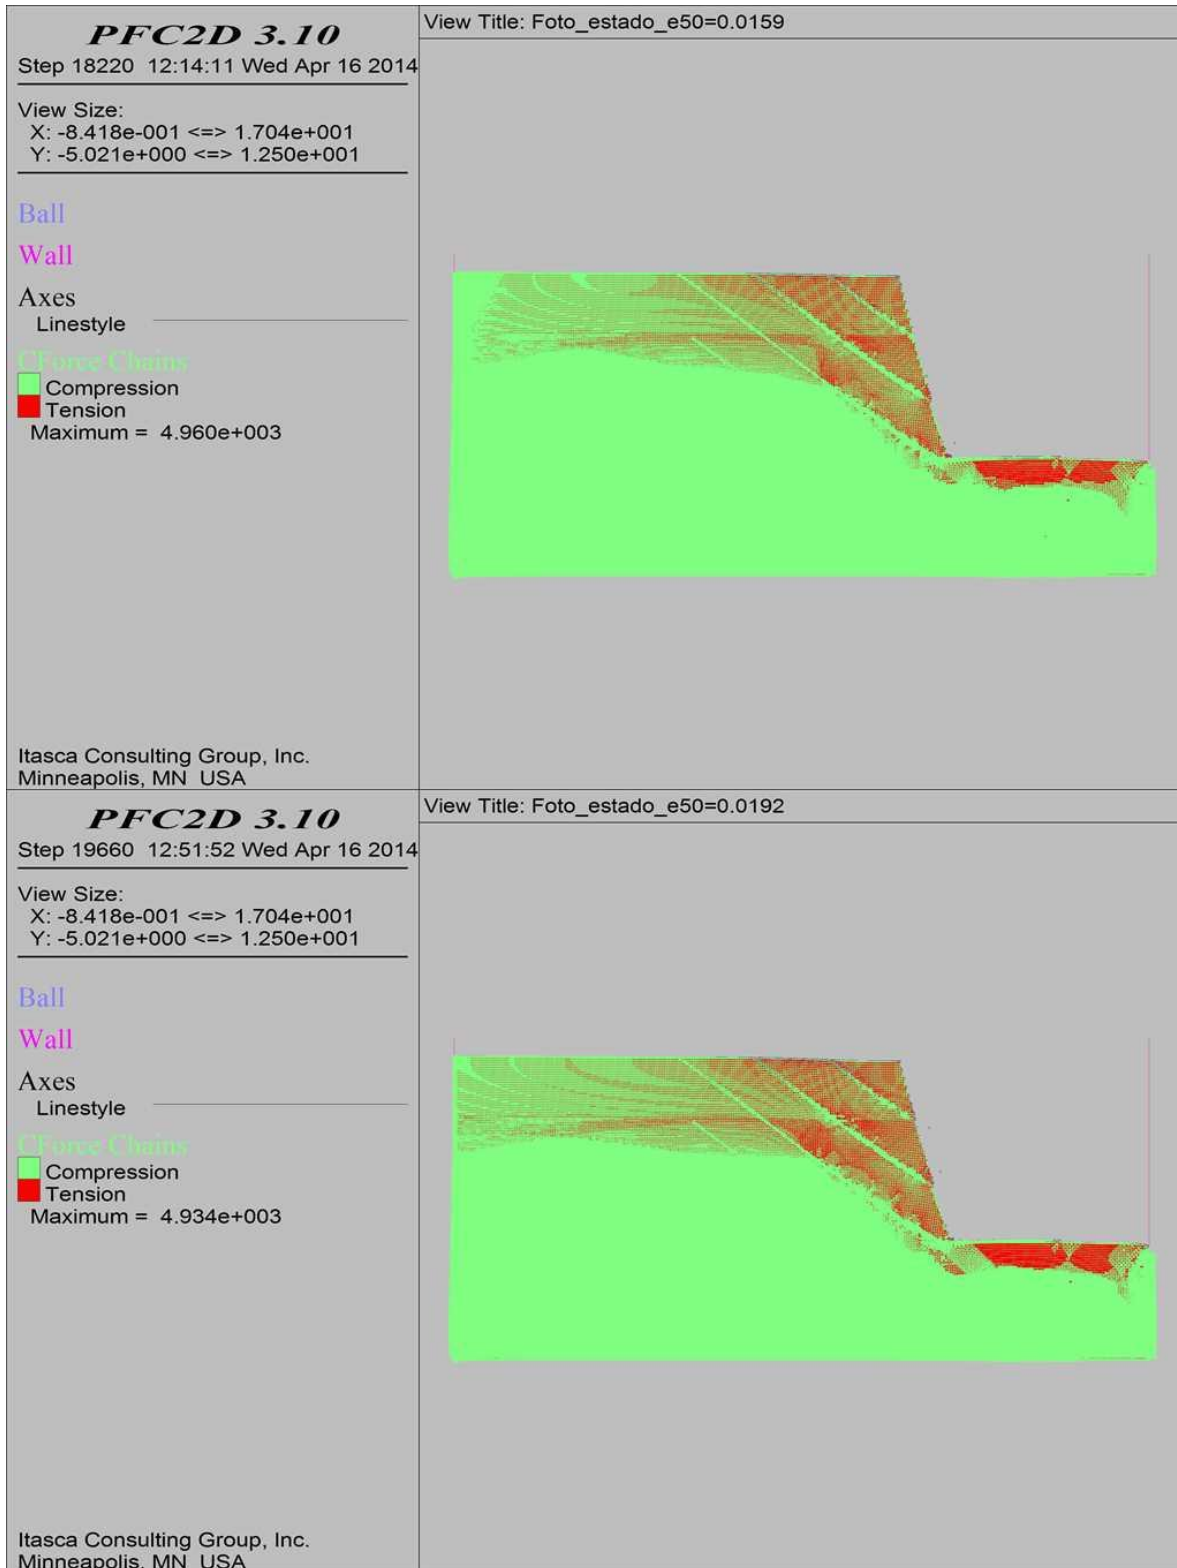 PFC2D 3.10
Step 18220 12:14:11 Wed Apr 16 2014
View Size:
X: -8.418e-001 <=> 1.704e+001
Y: -5.021e+000 <=> 1.250e+001
Ball
Wall
Axes
Linestyle
CForce Chains
Compression
Tension
Maximum = 4.960e+003
Itasca Consulting Group, Inc.
Minneapolis, MN USA
View Title: Foto_estado_e50=0.0159
PFC2D 3.10
Step 19660 12:51:52 Wed Apr 16 2014
View Size:
X: -8.418e-001 <=> 1.704e+001
Y: -5.021e+000 <=> 1.250e+001
Ball
Wall
Axes
Linestyle
CForce Chains
Compression
Tension
Maximum = 4.934e+003
Itasca Consulting Group, Inc.
Minneapolis, MN USA
View Title: Foto_estado_e50=0.0192